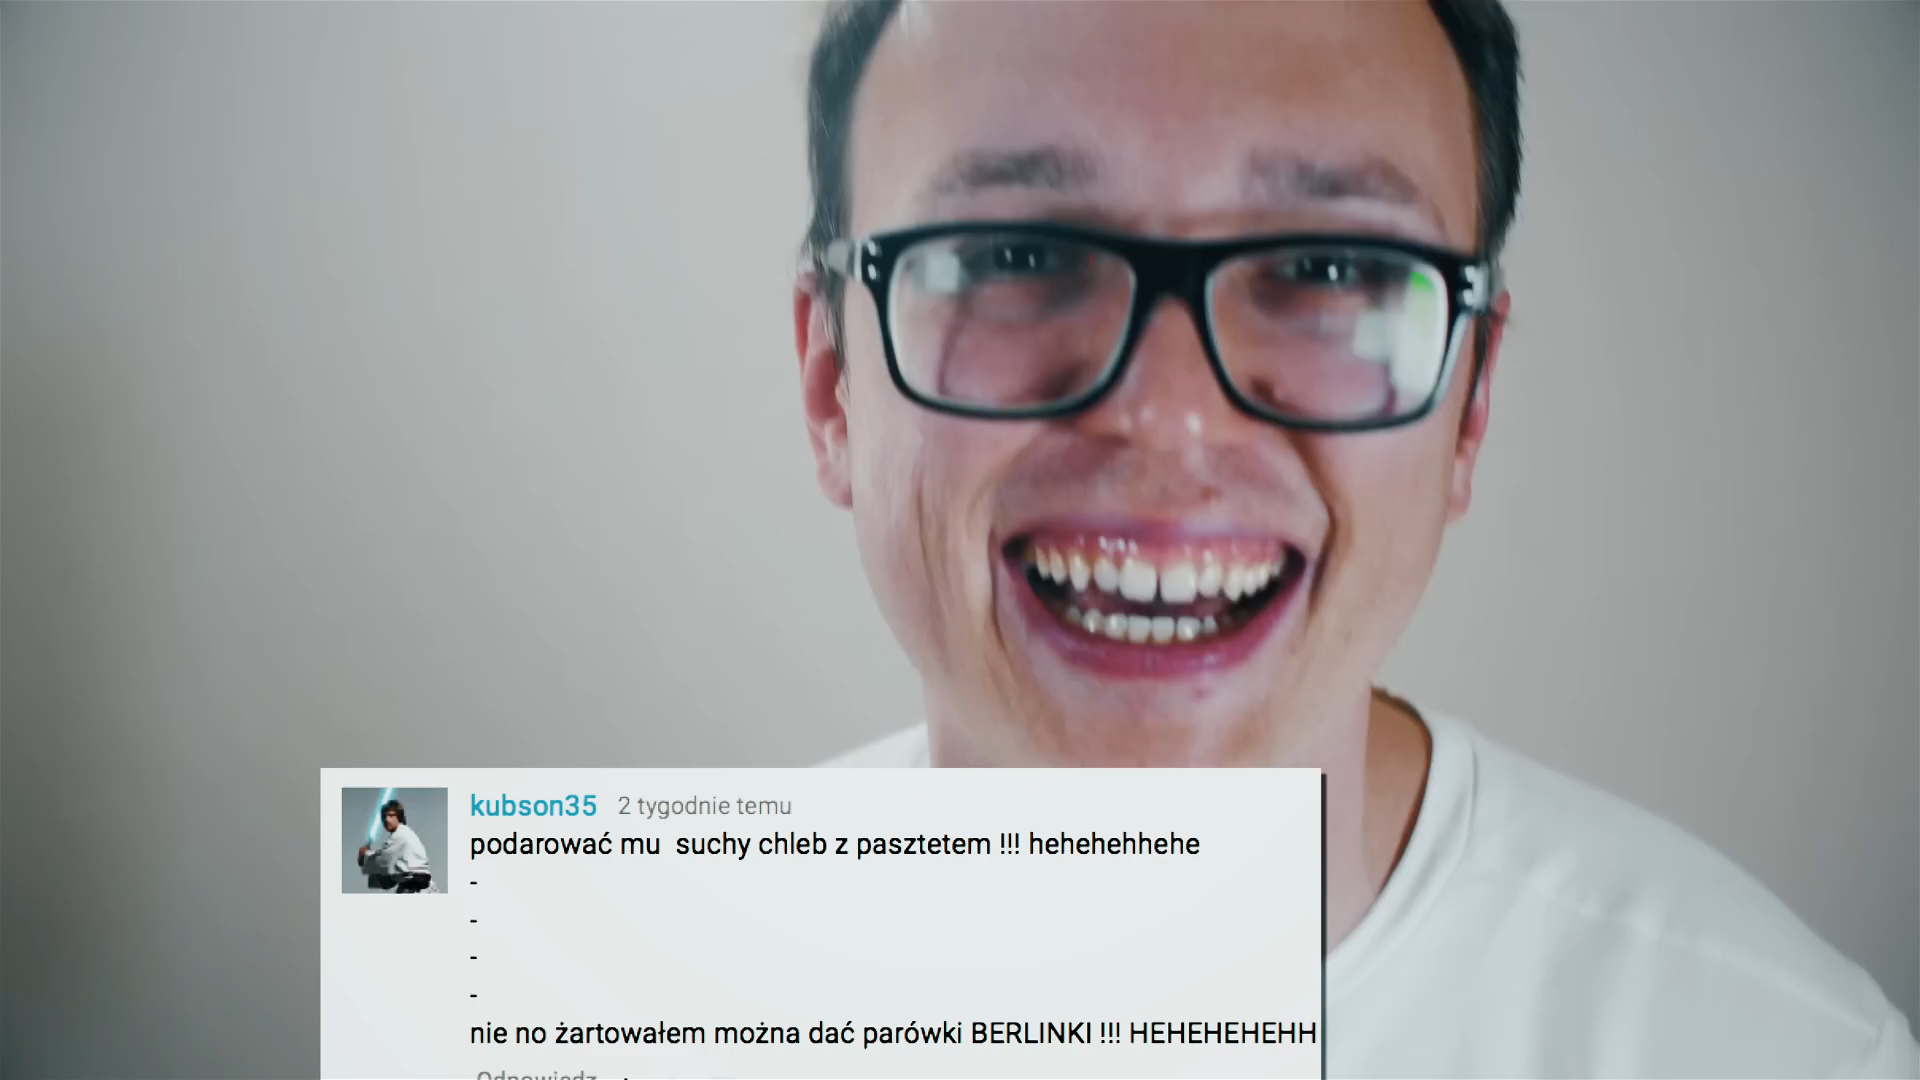 kubson35 2 tygodnie temu
podarować mu  suchy chleb z pasztetem !!! hehehehhehe
-
-
-
-
nie no żartowałem można dać parówki BERLINKI !!! HEHEHEHEHH